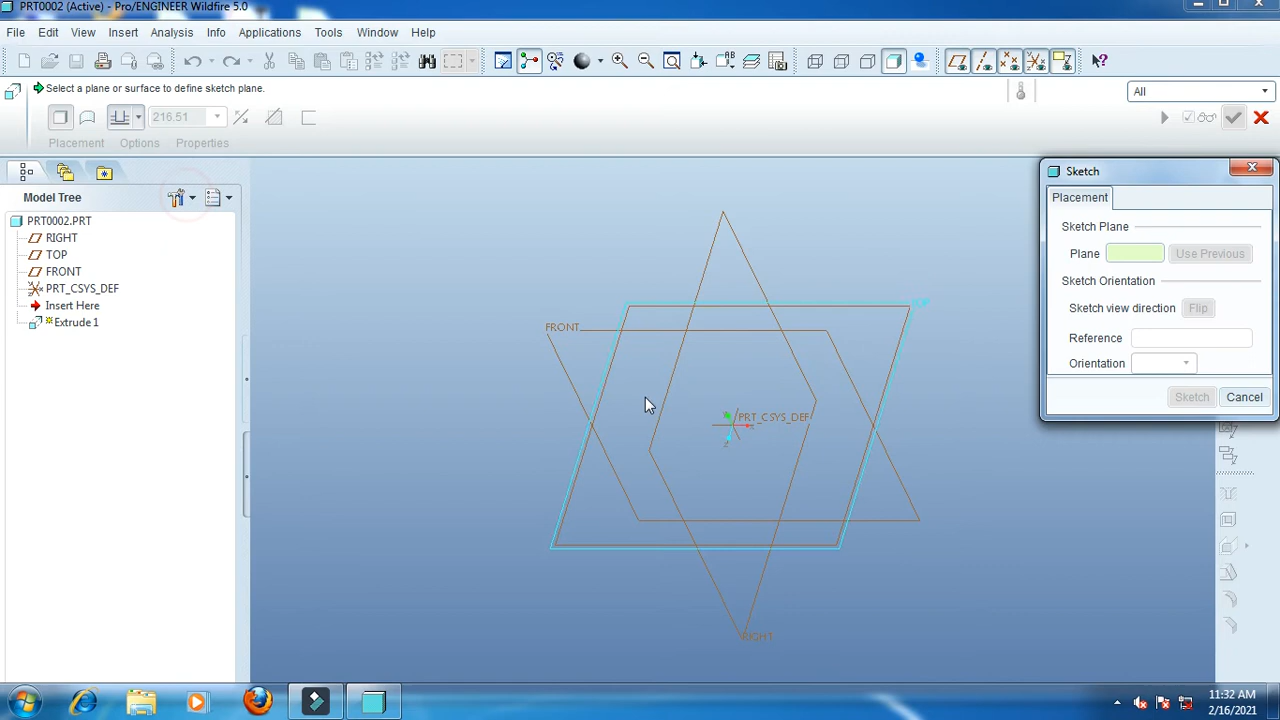 PRT0002 (Active) - Pro/ENGINEER Wildfire 5.0
File Edit View Insert Analysis Info Applications Tools Window Help
Select a plane or surface to define sketch plane.
All
216.51
Placement Options Properties
Model Tree
PRT0002.PRT
RIGHT
TOP
FRONT
PRT_CSYS_DEF
Insert Here
Extrude 1
TOP
FRONT
PRT_CSYS_DEF
Z
RIGHT
Sketch
Placement
Sketch Plane
Plane Use Previous
Sketch Orientation
Sketch view direction Flip
Reference
Orientation
Sketch Cancel
11:32 AM
2/16/2021